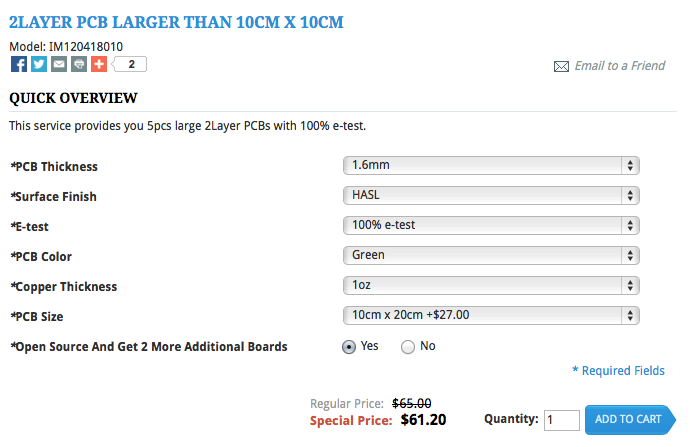 2LAYER PCB LARGER THAN 10CM X 10CM
Model: IM120418010
2
Email to a Friend
QUICK OVERVIEW
This service provides you 5pcs large 2Layer PCBs with 100% e-test.
*PCB Thickness 1.6mm
*Surface Finish HASL
*E-test 100% e-test
*PCB Color Green
*Copper Thickness 1oz
*PCB Size 10cm x 20cm +$27.00
*Open Source And Get 2 More Additional Boards Yes No
* Required Fields
Regular Price: $65.00
Special Price: $61.20 Quantity: 1 ADD TO CART